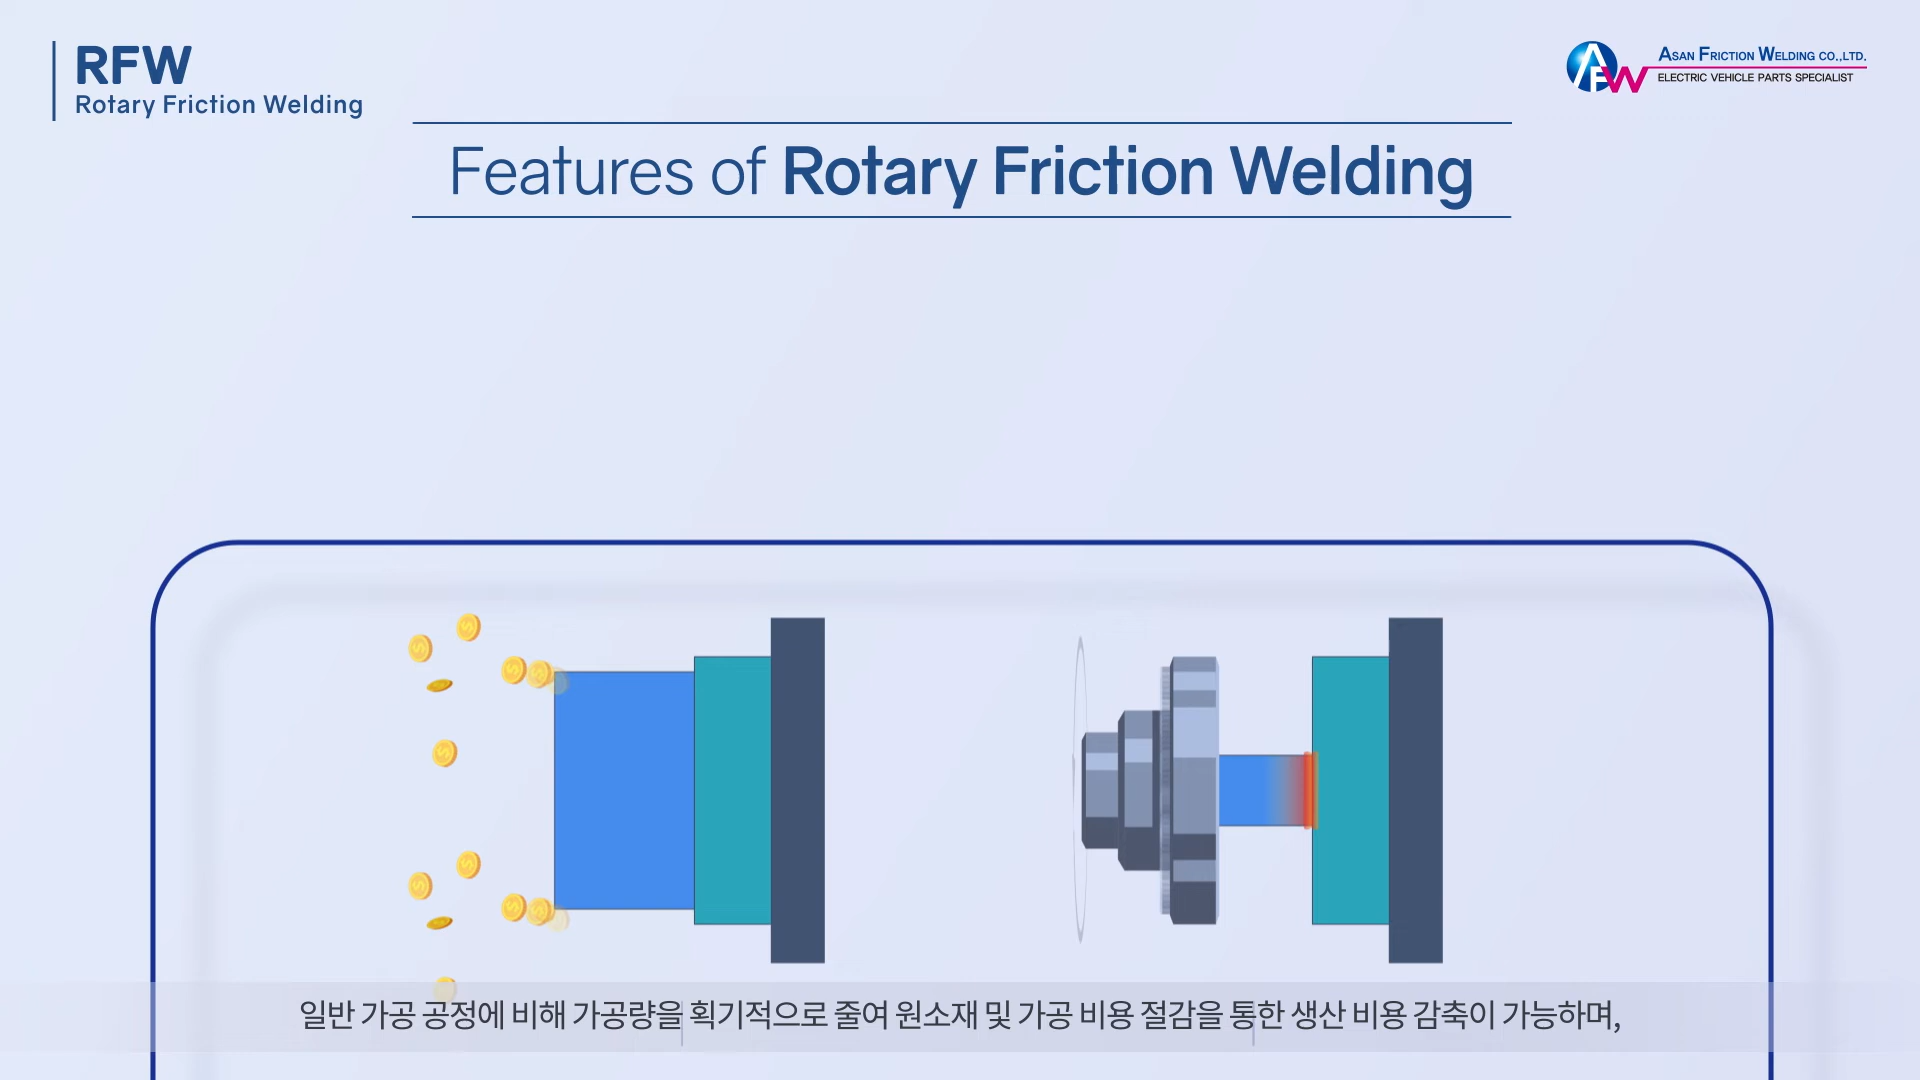 RFW
Rotary Friction Welding
AFW
ASAN FRICTION WELDING CO.,LTD.
ELECTRIC VEHICLE PARTS SPECIALIST
Features of Rotary Friction Welding
일반 가공 공정에 비해 가공량을 획기적으로 줄여 원소재 및 가공 비용 절감을 통한 생산 비용 감축이 가능하며,